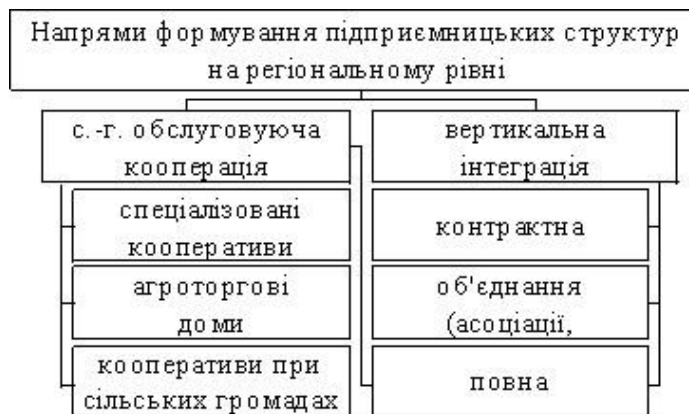 Напрями формування підприємницьких структур
на регіональному рівні
с.-г. обслуговуюча
кооперація
вертикальна
інтеграція
спеціалізовані
кооперативи
контрактна
агроторгові
доми
об'єднання
(асоціації,
кооперативи при
сільських громадах
повна